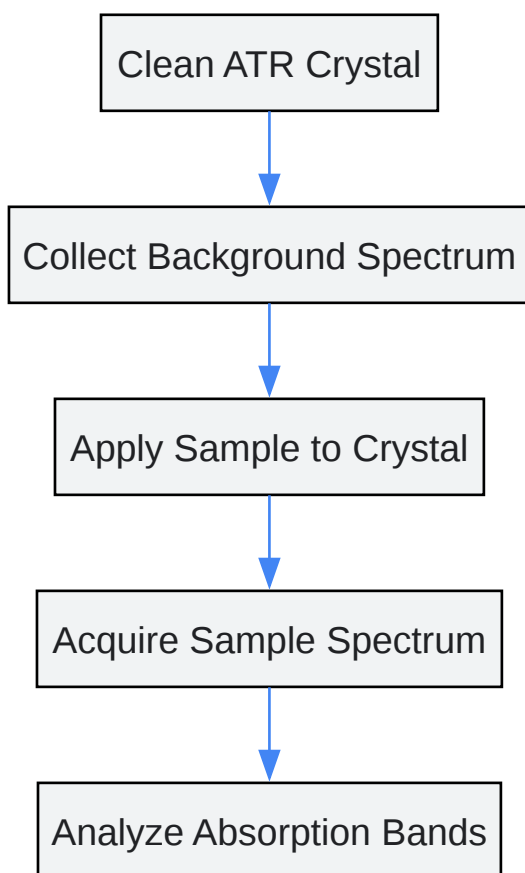 Clean ATR Crystal
Collect Background Spectrum
Apply Sample to Crystal
Acquire Sample Spectrum
Analyze Absorption Bands